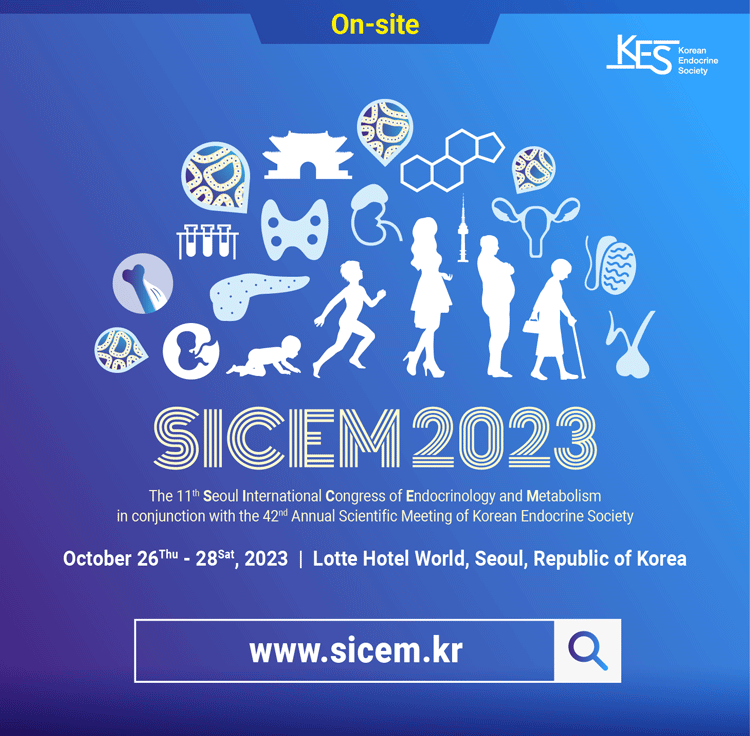 On-site
KES
Korean
Endocrine
Society
SICEM 2023
The 11th Seoul International Congress of Endocrinology and Metabolism
in conjunction with the 42nd Annual Scientific Meeting of Korean Endocrine Society
October 26Thu - 28Sat, 2023 | Lotte Hotel World, Seoul, Republic of Korea
www.sicem.kr